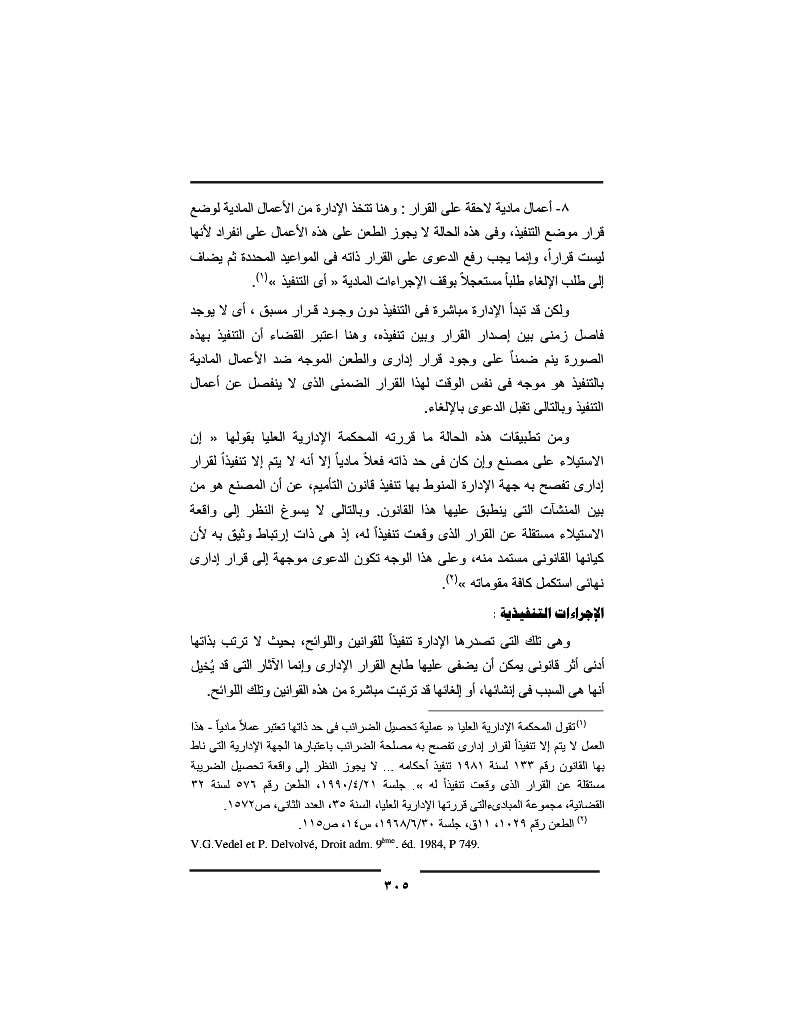 ٨- أعمال مادية لاحقة على القرار : وهنا تتخذ الإدارة من الأعمال المادية لوضع
قرار موضع التنفيذ، وفى هذه الحالة لا يجوز الطعن على هذه الأعمال على انفراد لأنها
ليست قراراً، وإنما يجب رفع الدعوى على القرار ذاته فى المواعيد المحددة ثم يضاف
إلى طلب الإلغاء طلباً مستعجلاً بوقف الإجراءات المادية « أى التنفيذ »(١).
ولكن قد تبدأ الإدارة مباشرة فى التنفيذ دون وجود قرار مسبق ، أى لا يوجد
فاصل زمنى بين إصدار القرار وبين تنفيذه، وهنا اعتبر القضاء أن التنفيذ بهذه
الصورة ينم ضمناً على وجود قرار إدارى والطعن الموجه ضد الأعمال المادية
بالتنفيذ هو موجه فى نفس الوقت لهذا القرار الضمنى الذى لا ينفصل عن أعمال
التنفيذ وبالتالى تقبل الدعوى بالإلغاء.
ومن تطبيقات هذه الحالة ما قررته المحكمة الإدارية العليا بقولها « إن
الاستيلاء على مصنع وإن كان فى حد ذاته فعلاً مادياً إلا أنه لا يتم إلا تنفيذاً لقرار
إدارى تفصح به جهة الإدارة المنوط بها تنفيذ قانون التأميم، عن أن المصنع هو من
بين المنشآت التى ينطبق عليها هذا القانون. وبالتالى لا يسوغ النظر إلى واقعة
الاستيلاء مستقلة عن القرار الذى وقعت تنفيذاً له، إذ هى ذات إرتباط وثيق به لأن
كيانها القانونى مستمد منه، وعلى هذا الوجه تكون الدعوى موجهة إلى قرار إدارى
نهائى استكمل كافة مقوماته »(٢).
الإجراءات التنفيذية :
وهى تلك التى تصدرها الإدارة تنفيذاً للقوانين واللوائح، بحيث لا ترتب بذاتها
أدنى أثر قانونى يمكن أن يضفى عليها طابع القرار الإدارى وإنما الآثار التى قد يُخيل
أنها هى السبب فى إنشائها، أو إلغائها قد ترتبت مباشرة من هذه القوانين وتلك اللوائح.
(١) تقول المحكمة الإدارية العليا « عملية تحصيل الضرائب فى حد ذاتها تعتبر عملاً مادياً - هذا
العمل لا يتم إلا تنفيذاً لقرار إدارى تفصح به مصلحة الضرائب باعتبارها الجهة الإدارية التى ناط
بها القانون رقم ١٣٣ لسنة ١٩٨١ تنفيذ أحكامه ... لا يجوز النظر إلى واقعة تحصيل الضريبة
مستقلة عن القرار الذى وقعت تنفيذاً له ». جلسة ١٩٩٠/٤/٢١، الطعن رقم ٥٧٦ لسنة ٣٢
القضائية، مجموعة المبادىءالتى قررتها الإدارية العليا، السنة ٣٥، العدد الثانى، ص١٥٧٢.
(٢) الطعن رقم ١٠٢٩، ١١ق، جلسة ١٩٦٨/٦/٣٠، س١٤، ص١١٥.
V.G.Vedel et P. Delvolvé, Droit adm. 9ème. éd. 1984, P 749.
٣٠٥